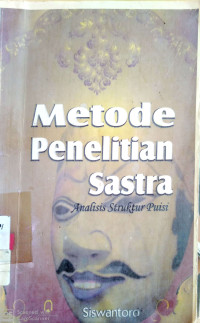 Metode
Penelitian
Sastra
Analisis Struktur Puisi
Siswantoro